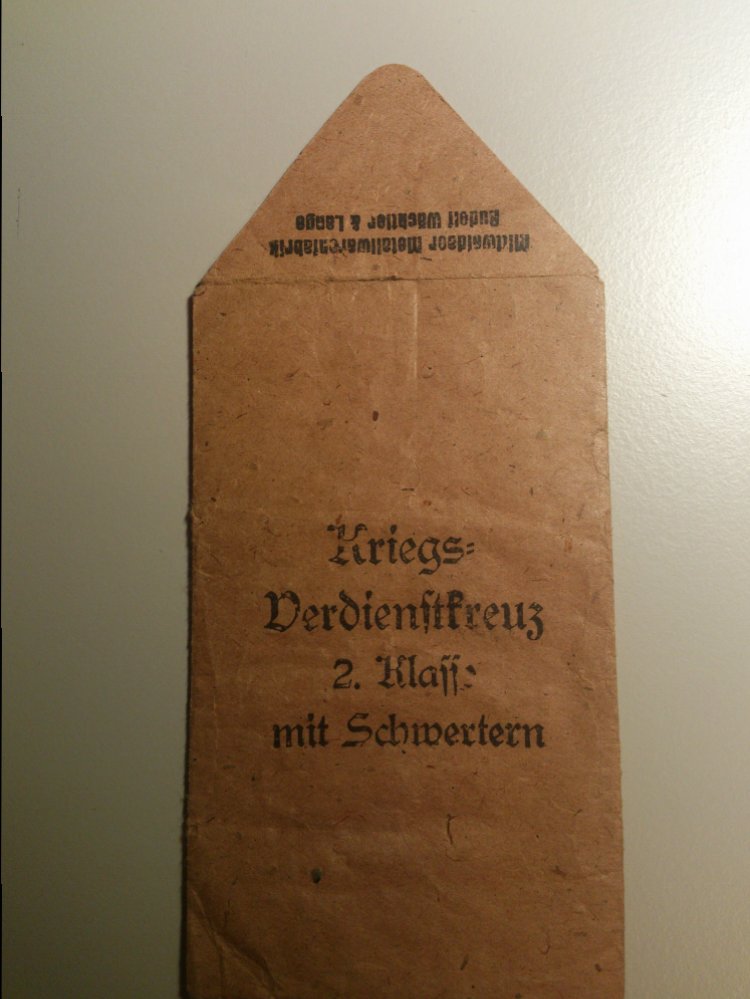 Mittweidaer Metallwarenfabrik
Rudolf Wächtler & Lange
Kriegs-
Verdienstkreuz
2. Klasse
mit Schwertern